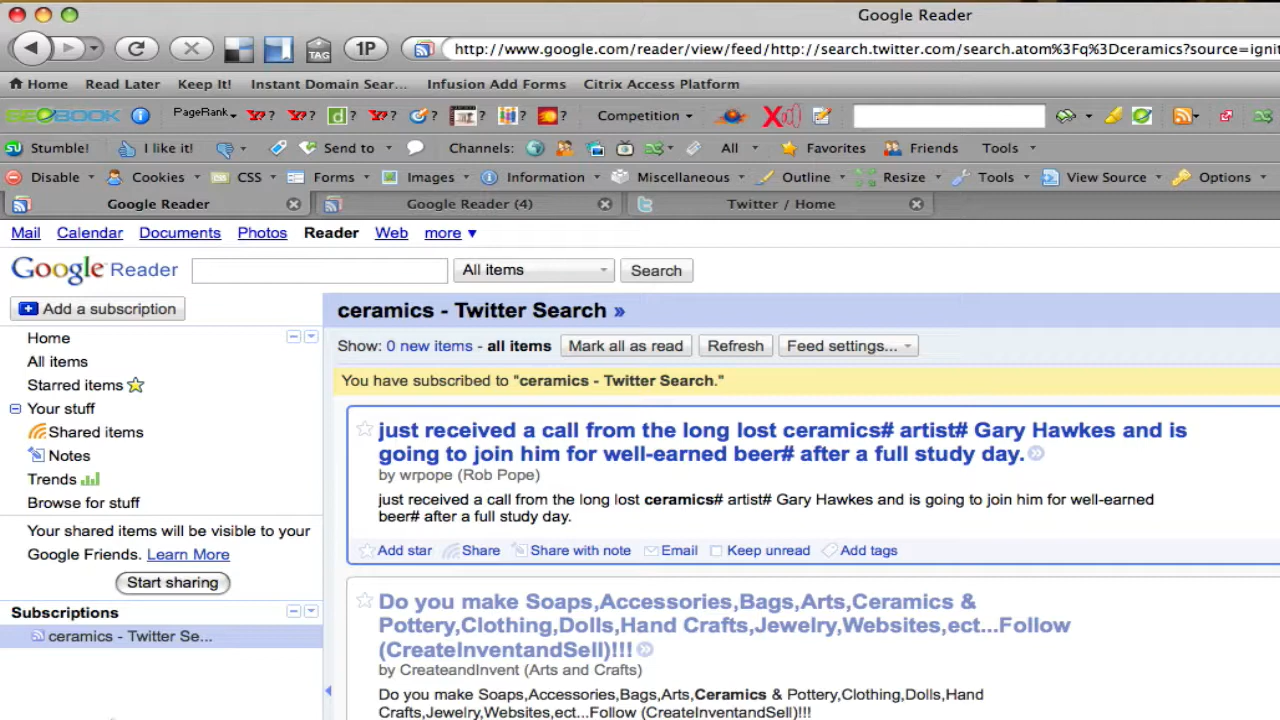 Google Reader
TAG
1P
http://www.google.com/reader/view/feed/http://search.twitter.com/search.atom%3Fq%3Dceramics?source=ignit
Home Read Later Keep It! Instant Domain Sear... Infusion Add Forms Citrix Access Platform
SEOBOOK PageRank ? ? d ? ? ? ? ? ? Competition
Stumble! I like it! Send to Channels: All Favorites Friends Tools
Disable Cookies CSS Forms Images Information Miscellaneous Outline Resize Tools View Source Options
Google Reader Google Reader (4) Twitter / Home
Mail Calendar Documents Photos Reader Web more ▼
Google Reader All items Search
Add a subscription
Home
All items
Starred items
Your stuff
Shared items
Notes
Trends
Browse for stuff
Your shared items will be visible to your
Google Friends. Learn More
Start sharing
Subscriptions
ceramics - Twitter Se...
ceramics - Twitter Search »
Show: 0 new items - all items Mark all as read Refresh Feed settings...
You have subscribed to "ceramics - Twitter Search."
just received a call from the long lost ceramics# artist# Gary Hawkes and is
going to join him for well-earned beer# after a full study day.
by wrpope (Rob Pope)
just received a call from the long lost ceramics# artist# Gary Hawkes and is going to join him for well-earned
beer# after a full study day.
Add star Share Share with note Email Keep unread Add tags
Do you make Soaps,Accessories,Bags,Arts,Ceramics &
Pottery,Clothing,Dolls,Hand Crafts,Jewelry,Websites,ect...Follow
(CreateInventandSell)!!!
by CreateandInvent (Arts and Crafts)
Do you make Soaps,Accessories,Bags,Arts,Ceramics & Pottery,Clothing,Dolls,Hand
Crafts,Jewelry,Websites,ect...Follow (CreateInventandSell)!!!